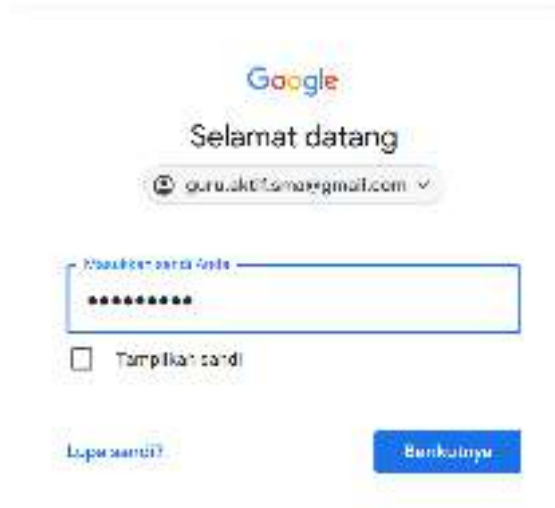 Google
Selamat datang
guru.aktif.sma@gmail.com
Masukkan sandi Anda
•••••••••
Tampilkan sandi
Lupa sandi?
Berikutnya